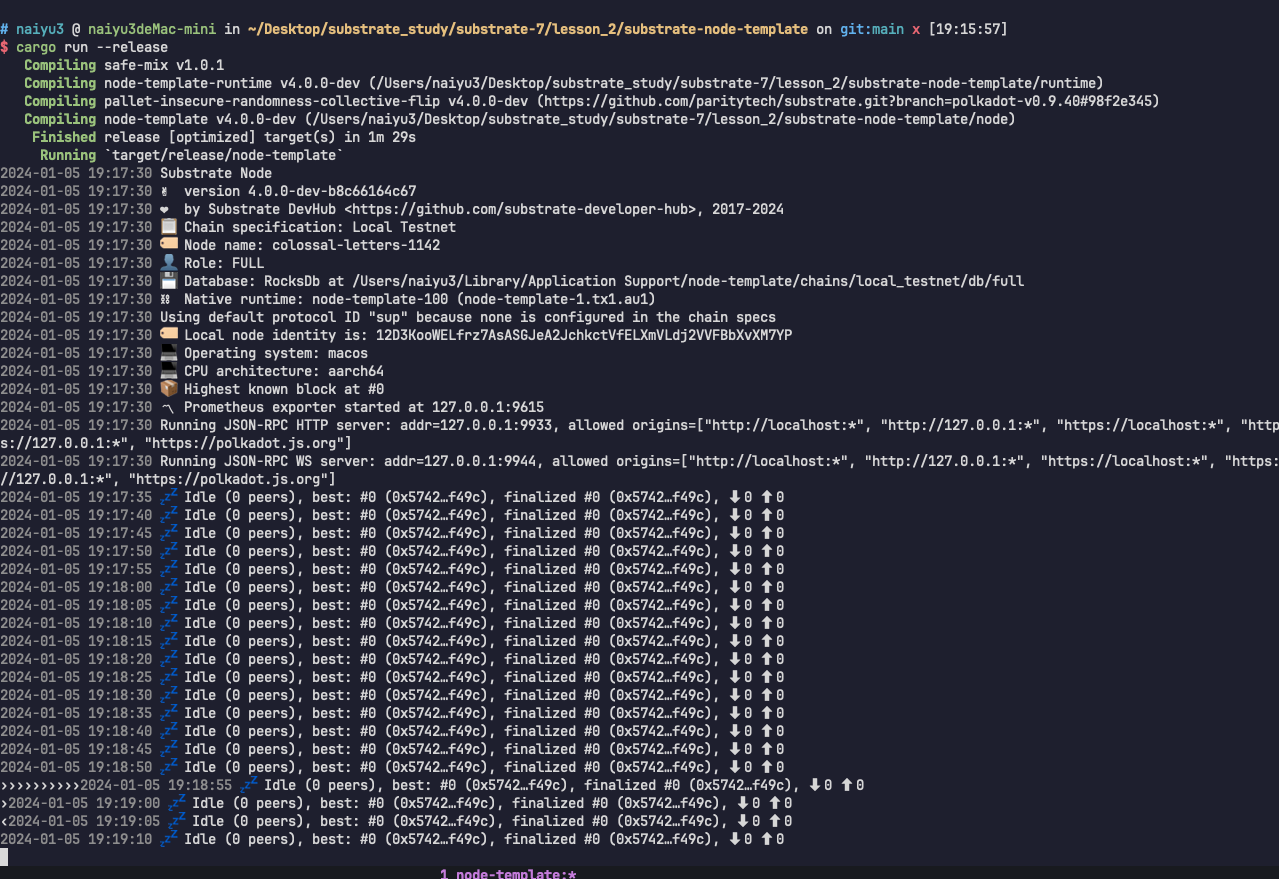 # naiyu3 @ naiyu3deMac-mini in ~/Desktop/substrate_study/substrate-7/lesson_2/substrate-node-template on git:main x [19:15:57]
$ cargo run --release
Compiling safe-mix v1.0.1
Compiling node-template-runtime v4.0.0-dev (/Users/naiyu3/Desktop/substrate_study/substrate-7/lesson_2/substrate-node-template/runtime)
Compiling pallet-insecure-randomness-collective-flip v4.0.0-dev (https://github.com/paritytech/substrate.git?branch=polkadot-v0.9.40#98f2e345)
Compiling node-template v4.0.0-dev (/Users/naiyu3/Desktop/substrate_study/substrate-7/lesson_2/substrate-node-template/node)
Finished release [optimized] target(s) in 1m 29s
Running `target/release/node-template`
2024-01-05 19:17:30 Substrate Node
2024-01-05 19:17:30 ✌️ version 4.0.0-dev-b8c66164c67
2024-01-05 19:17:30 ❤️ by Substrate DevHub <https://github.com/substrate-developer-hub>, 2017-2024
2024-01-05 19:17:30 📋 Chain specification: Local Testnet
2024-01-05 19:17:30 🏷 Node name: colossal-letters-1142
2024-01-05 19:17:30 👤 Role: FULL
2024-01-05 19:17:30 💾 Database: RocksDb at /Users/naiyu3/Library/Application Support/node-template/chains/local_testnet/db/full
2024-01-05 19:17:30 ⛓ Native runtime: node-template-100 (node-template-1.tx1.au1)
2024-01-05 19:17:30 Using default protocol ID "sup" because none is configured in the chain specs
2024-01-05 19:17:30 🏷 Local node identity is: 12D3KooWELfrz7AsASGJeA2JchkctVfELXmVLdj2VVFBbXvXM7YP
2024-01-05 19:17:30 💻 Operating system: macos
2024-01-05 19:17:30 💻 CPU architecture: aarch64
2024-01-05 19:17:30 📦 Highest known block at #0
2024-01-05 19:17:30 〽️ Prometheus exporter started at 127.0.0.1:9615
2024-01-05 19:17:30 Running JSON-RPC HTTP server: addr=127.0.0.1:9933, allowed origins=["http://localhost:*", "http://127.0.0.1:*", "https://localhost:*", "http
s://127.0.0.1:*", "https://polkadot.js.org"]
2024-01-05 19:17:30 Running JSON-RPC WS server: addr=127.0.0.1:9944, allowed origins=["http://localhost:*", "http://127.0.0.1:*", "https://localhost:*", "https:
//127.0.0.1:*", "https://polkadot.js.org"]
2024-01-05 19:17:35 💤 Idle (0 peers), best: #0 (0x5742…f49c), finalized #0 (0x5742…f49c), ⬇ 0 ⬆ 0
2024-01-05 19:17:40 💤 Idle (0 peers), best: #0 (0x5742…f49c), finalized #0 (0x5742…f49c), ⬇ 0 ⬆ 0
2024-01-05 19:17:45 💤 Idle (0 peers), best: #0 (0x5742…f49c), finalized #0 (0x5742…f49c), ⬇ 0 ⬆ 0
2024-01-05 19:17:50 💤 Idle (0 peers), best: #0 (0x5742…f49c), finalized #0 (0x5742…f49c), ⬇ 0 ⬆ 0
2024-01-05 19:17:55 💤 Idle (0 peers), best: #0 (0x5742…f49c), finalized #0 (0x5742…f49c), ⬇ 0 ⬆ 0
2024-01-05 19:18:00 💤 Idle (0 peers), best: #0 (0x5742…f49c), finalized #0 (0x5742…f49c), ⬇ 0 ⬆ 0
2024-01-05 19:18:05 💤 Idle (0 peers), best: #0 (0x5742…f49c), finalized #0 (0x5742…f49c), ⬇ 0 ⬆ 0
2024-01-05 19:18:10 💤 Idle (0 peers), best: #0 (0x5742…f49c), finalized #0 (0x5742…f49c), ⬇ 0 ⬆ 0
2024-01-05 19:18:15 💤 Idle (0 peers), best: #0 (0x5742…f49c), finalized #0 (0x5742…f49c), ⬇ 0 ⬆ 0
2024-01-05 19:18:20 💤 Idle (0 peers), best: #0 (0x5742…f49c), finalized #0 (0x5742…f49c), ⬇ 0 ⬆ 0
2024-01-05 19:18:25 💤 Idle (0 peers), best: #0 (0x5742…f49c), finalized #0 (0x5742…f49c), ⬇ 0 ⬆ 0
2024-01-05 19:18:30 💤 Idle (0 peers), best: #0 (0x5742…f49c), finalized #0 (0x5742…f49c), ⬇ 0 ⬆ 0
2024-01-05 19:18:35 💤 Idle (0 peers), best: #0 (0x5742…f49c), finalized #0 (0x5742…f49c), ⬇ 0 ⬆ 0
2024-01-05 19:18:40 💤 Idle (0 peers), best: #0 (0x5742…f49c), finalized #0 (0x5742…f49c), ⬇ 0 ⬆ 0
2024-01-05 19:18:45 💤 Idle (0 peers), best: #0 (0x5742…f49c), finalized #0 (0x5742…f49c), ⬇ 0 ⬆ 0
2024-01-05 19:18:50 💤 Idle (0 peers), best: #0 (0x5742…f49c), finalized #0 (0x5742…f49c), ⬇ 0 ⬆ 0
››››››››››2024-01-05 19:18:55 💤 Idle (0 peers), best: #0 (0x5742…f49c), finalized #0 (0x5742…f49c), ⬇ 0 ⬆ 0
›2024-01-05 19:19:00 💤 Idle (0 peers), best: #0 (0x5742…f49c), finalized #0 (0x5742…f49c), ⬇ 0 ⬆ 0
‹2024-01-05 19:19:05 💤 Idle (0 peers), best: #0 (0x5742…f49c), finalized #0 (0x5742…f49c), ⬇ 0 ⬆ 0
2024-01-05 19:19:10 💤 Idle (0 peers), best: #0 (0x5742…f49c), finalized #0 (0x5742…f49c), ⬇ 0 ⬆ 0
1 node-template:*